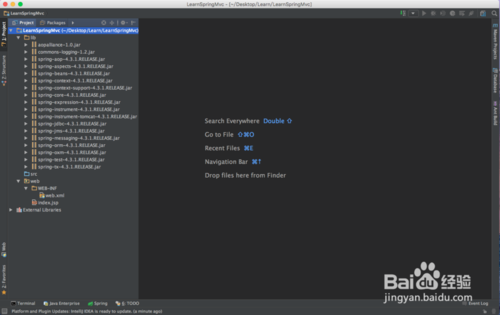 LearnSpringMvc - [~/Desktop/Learn/LearnSpringMvc]
LearnSpringMvc
Project Packages
LearnSpringMvc (~/Desktop/Learn/LearnSpringMvc)
lib
aopalliance-1.0.jar
commons-logging-1.2.jar
spring-aop-4.3.1.RELEASE.jar
spring-aspects-4.3.1.RELEASE.jar
spring-beans-4.3.1.RELEASE.jar
spring-context-4.3.1.RELEASE.jar
spring-context-support-4.3.1.RELEASE.jar
spring-core-4.3.1.RELEASE.jar
spring-expression-4.3.1.RELEASE.jar
spring-instrument-4.3.1.RELEASE.jar
spring-instrument-tomcat-4.3.1.RELEASE.jar
spring-jdbc-4.3.1.RELEASE.jar
spring-jms-4.3.1.RELEASE.jar
spring-messaging-4.3.1.RELEASE.jar
spring-orm-4.3.1.RELEASE.jar
spring-oxm-4.3.1.RELEASE.jar
spring-test-4.3.1.RELEASE.jar
spring-tx-4.3.1.RELEASE.jar
src
web
WEB-INF
web.xml
index.jsp
External Libraries
1: Project
7: Structure
Web
2: Favorites
Search Everywhere Double ⇧
Go to File ⇧⌘O
Recent Files ⌘E
Navigation Bar ⌘↑
Drop files here from Finder
Maven Projects
Database
Ant Build
Baidu 经验
jingyan.baidu.com
Terminal Java Enterprise Spring 6: TODO
Event Log
Platform and Plugin Updates: IntelliJ IDEA is ready to update. (a minute ago)